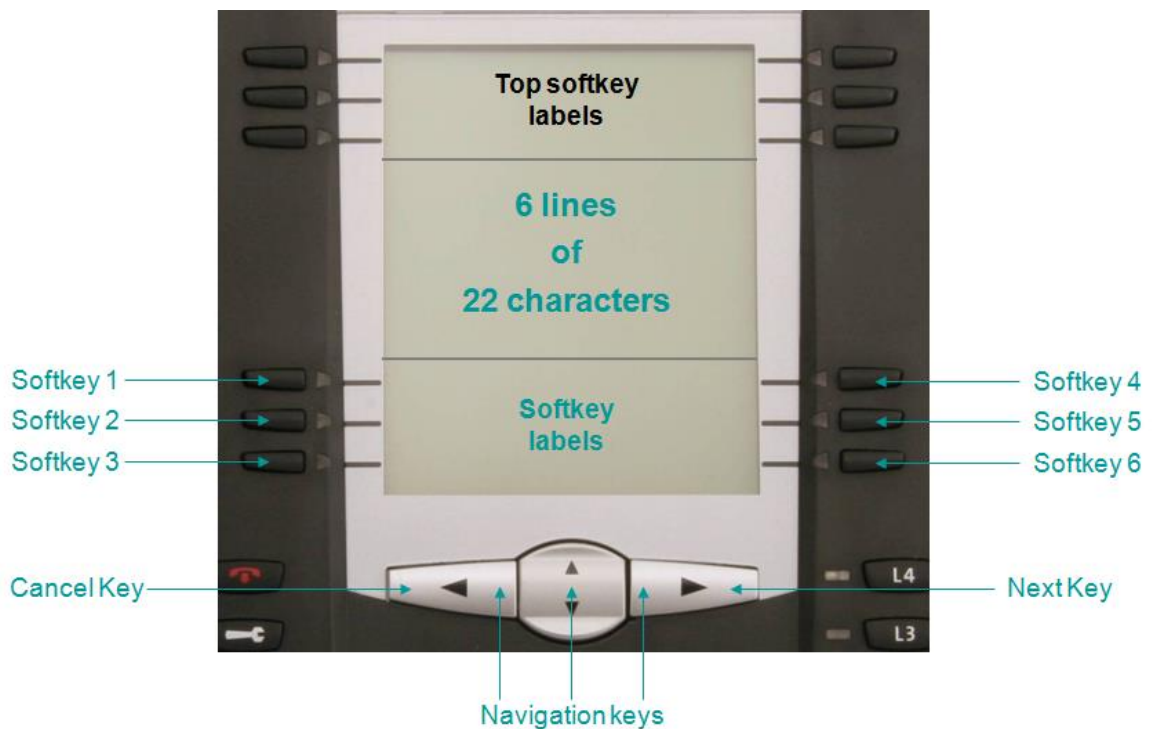 Top softkey
labels
6 lines
of
22 characters
Softkey 1
Softkey 4
Softkey
labels
Softkey 2
Softkey 5
Softkey 3
Softkey 6
Cancel Key
L4
Next Key
L3
Navigation keys